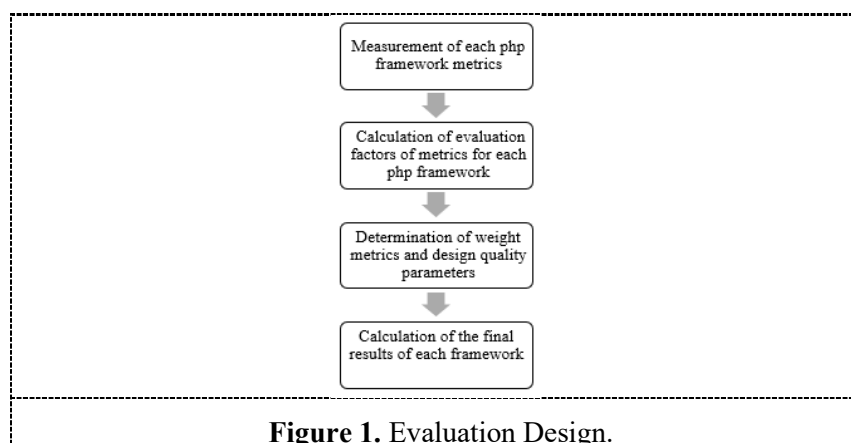 Measurement of each php
framework metrics
Calculation of evaluation
factors of metrics for each
php framework
Determination of weight
metrics and design quality
parameters
Calculation of the final
results of each framework
Figure 1. Evaluation Design.